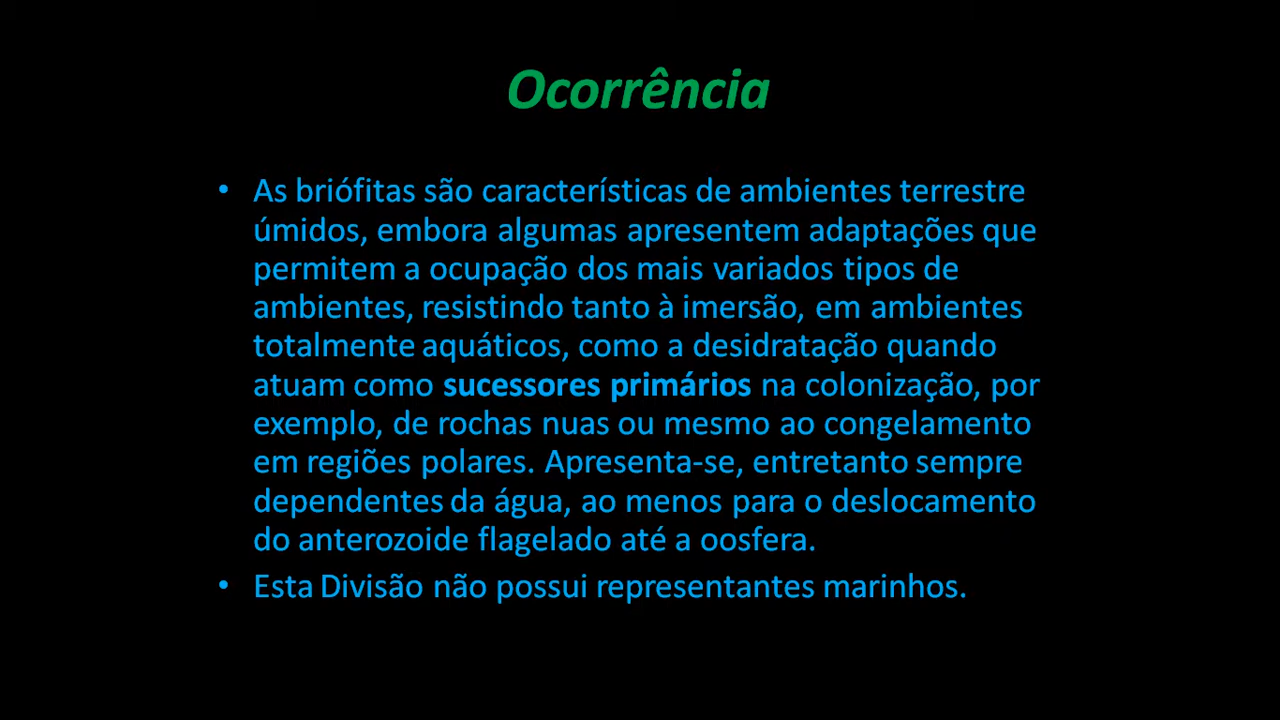 Ocorrência
• As briófitas são características de ambientes terrestre
úmidos, embora algumas apresentem adaptações que
permitem a ocupação dos mais variados tipos de
ambientes, resistindo tanto à imersão, em ambientes
totalmente aquáticos, como a desidratação quando
atuam como sucessores primários na colonização, por
exemplo, de rochas nuas ou mesmo ao congelamento
em regiões polares. Apresenta-se, entretanto sempre
dependentes da água, ao menos para o deslocamento
do anterozoide flagelado até a oosfera.
• Esta Divisão não possui representantes marinhos.